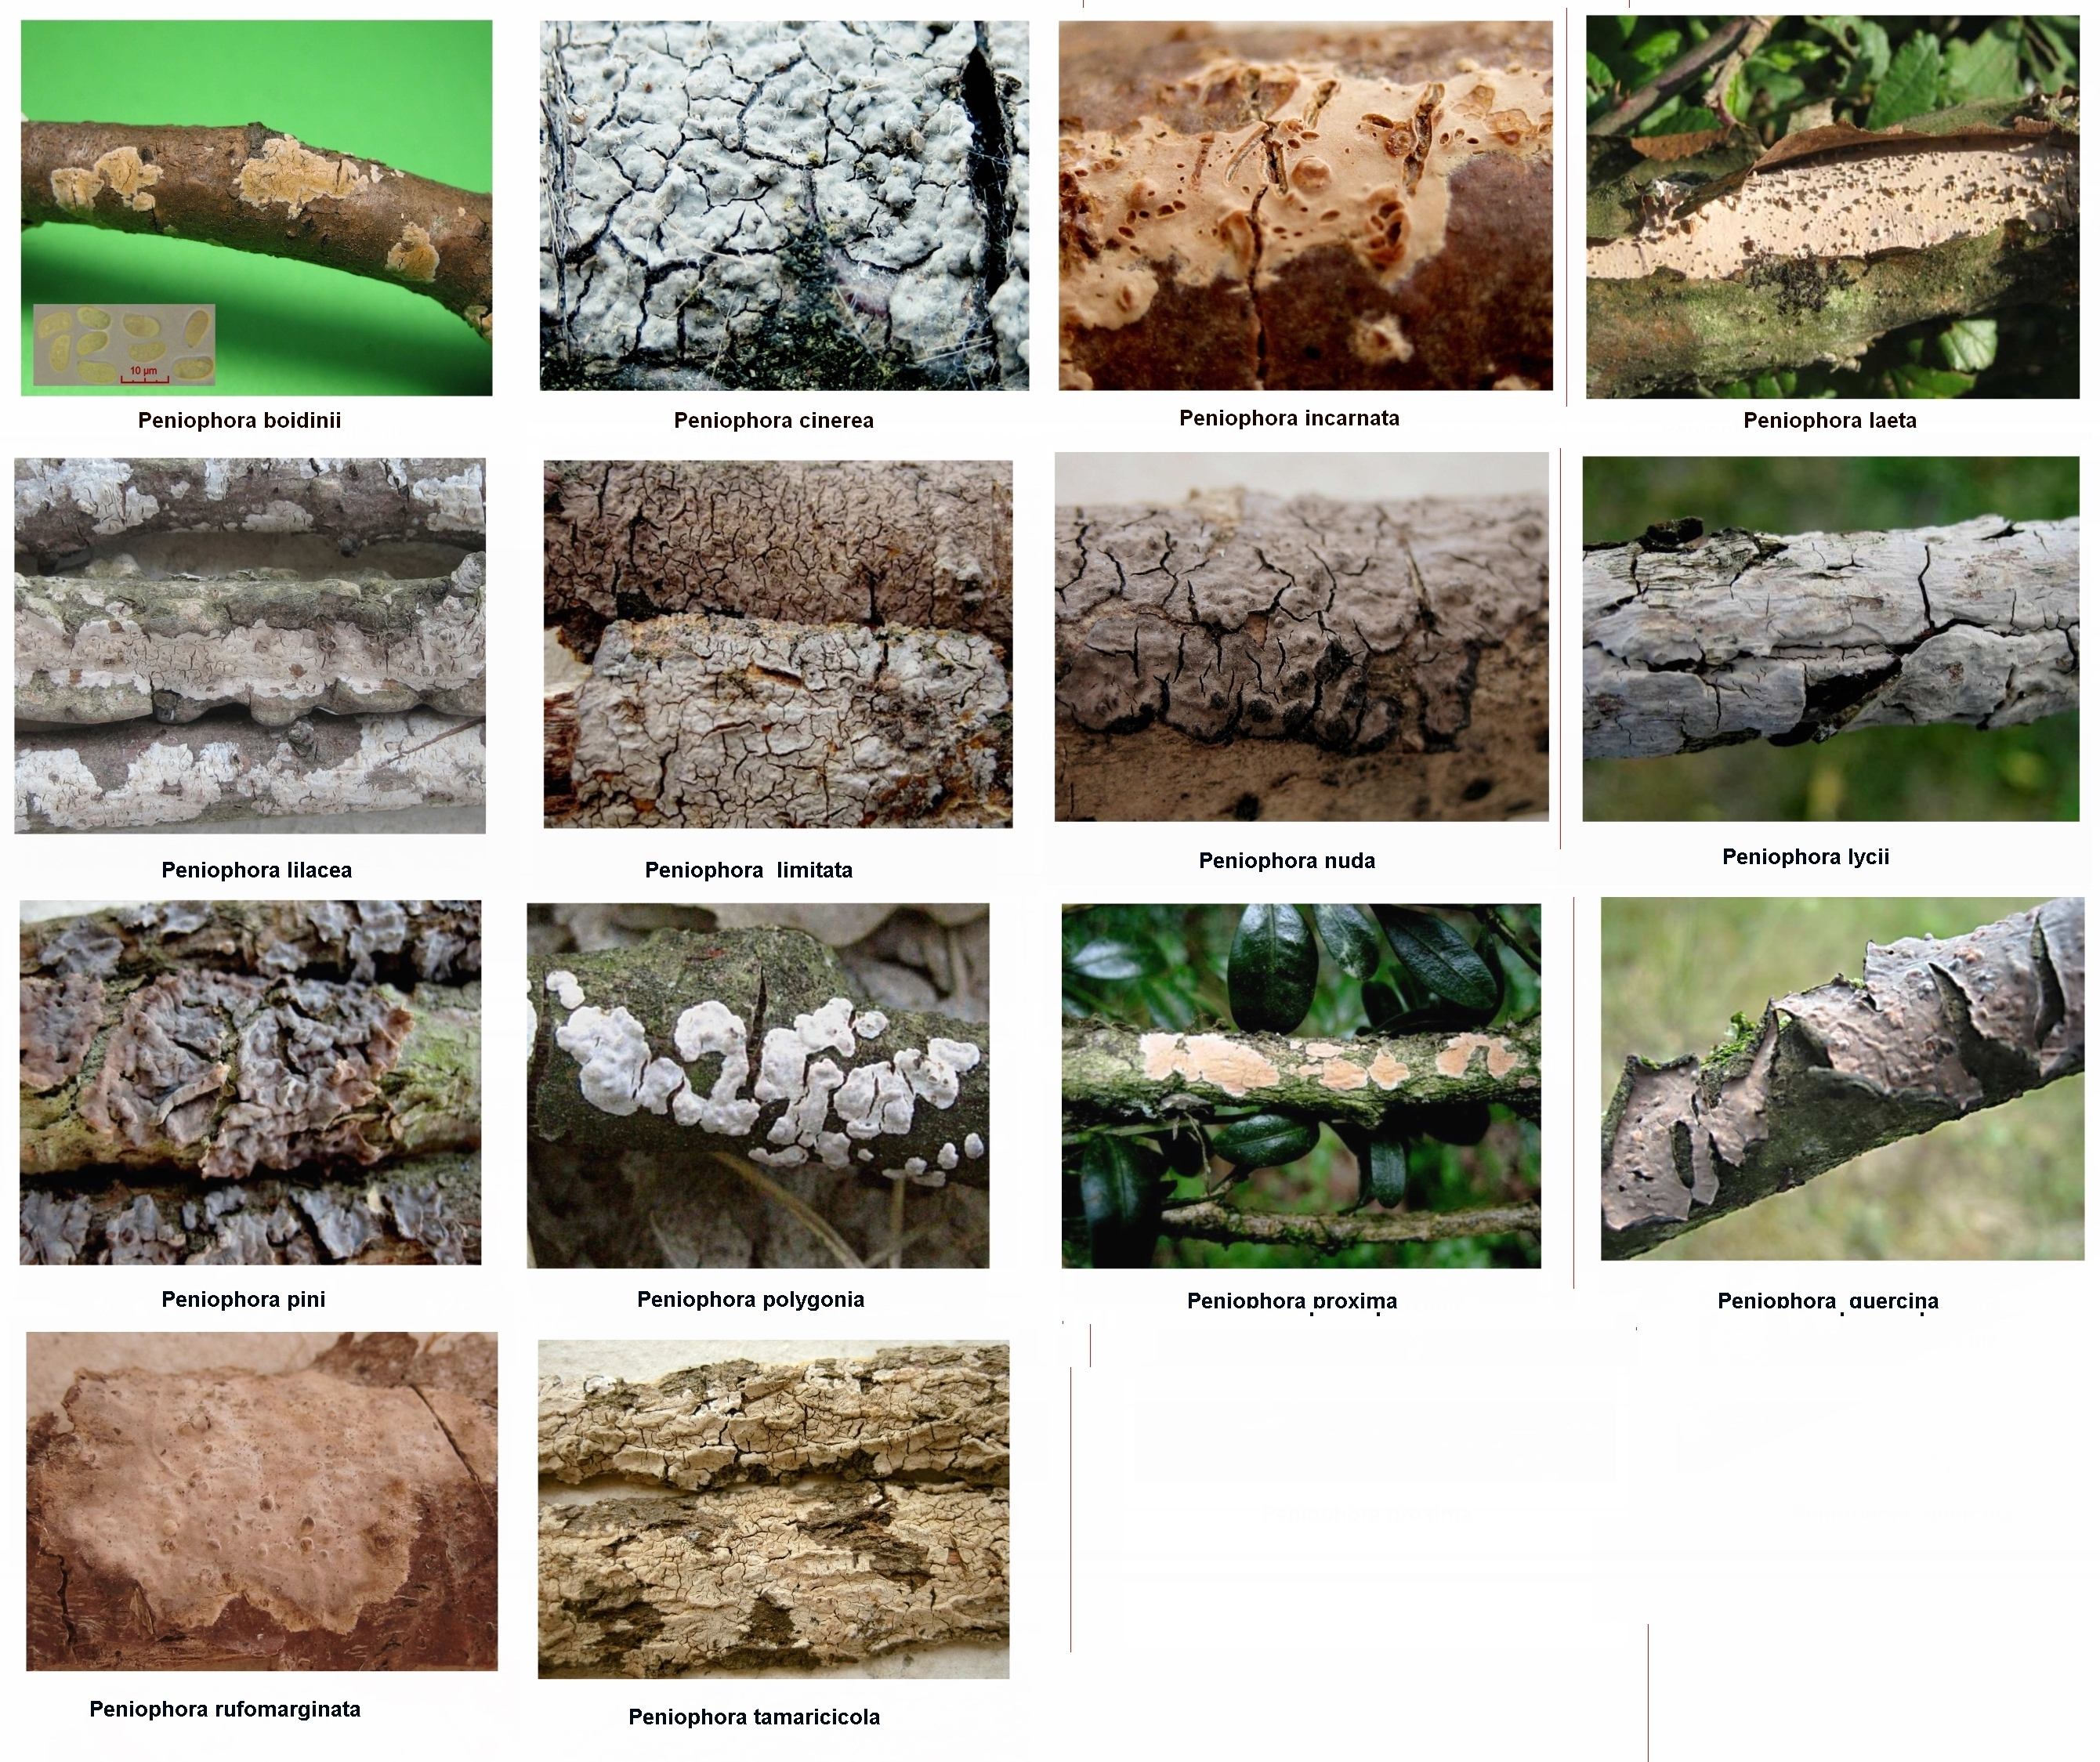 10 µm
Peniophora boidinii
Peniophora cinerea
Peniophora incarnata
Peniophora laeta
Peniophora lilacea
Peniophora limitata
Peniophora nuda
Peniophora lycii
Peniophora pini
Peniophora polygonia
Peniophora proxima
Peniophora quercina
Peniophora rufomarginata
Peniophora tamaricicola